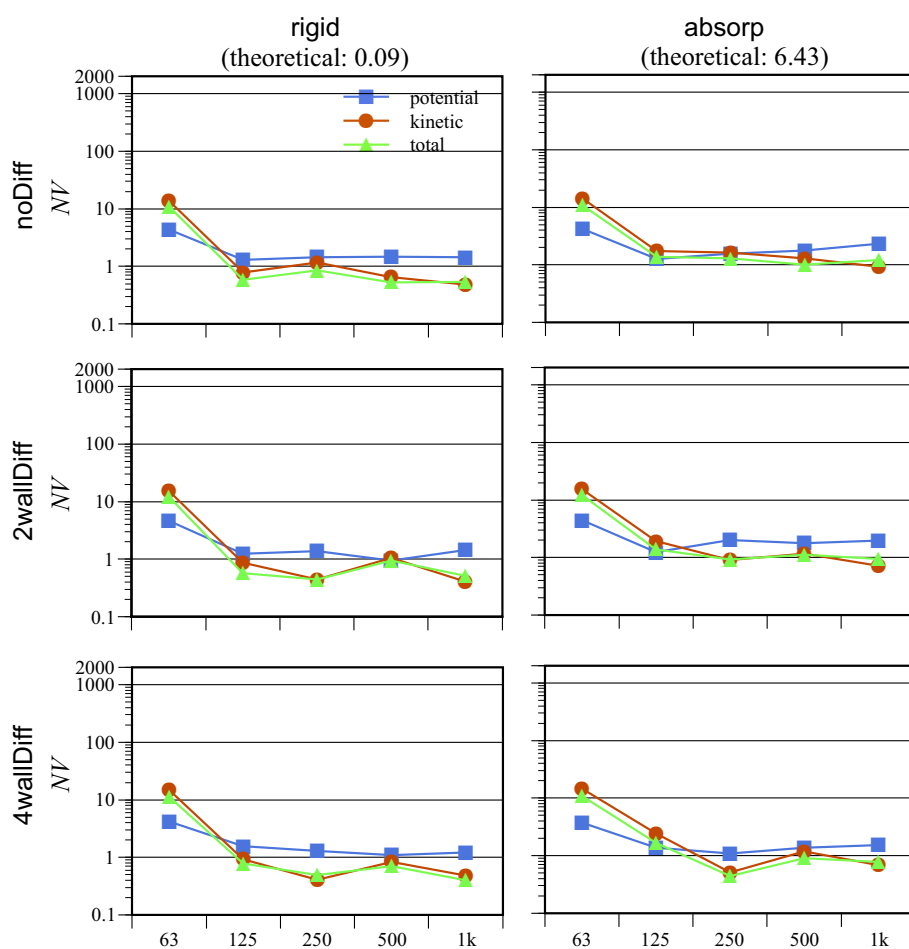 rigid
absorp
(theoretical: 0.09)
(theoretical: 6.43)
noDiff
NV
2000
1000
100
10
1
0.1
potential
kinetic
total
2wallDiff
NV
2000
1000
100
10
1
0.1
4wallDiff
NV
2000
1000
100
10
1
0.1
63 125 250 500 1k
63 125 250 500 1k